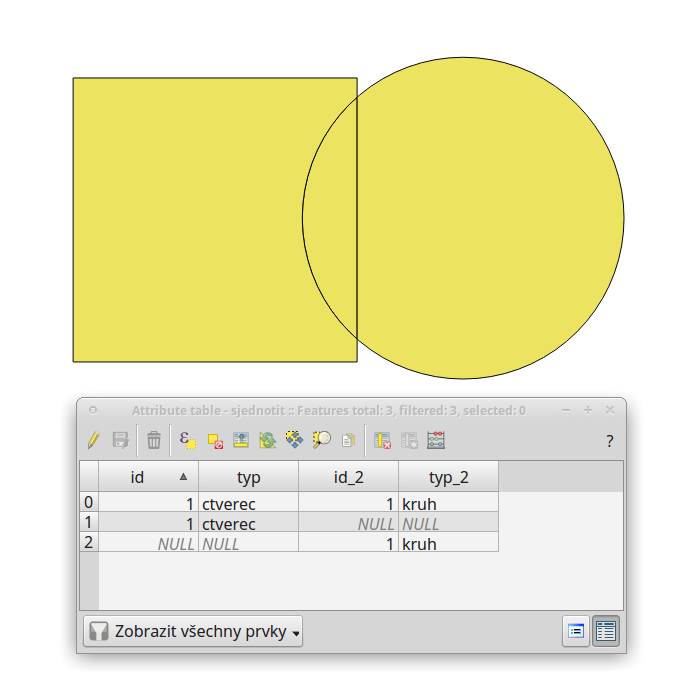 Attribute table - sjednotit :: Features total: 3, filtered: 3, selected: 0
ε ?
id typ id_2 typ_2
0 1 ctverec 1 kruh
1 1 ctverec NULL NULL
2 NULL NULL 1 kruh
Zobrazit všechny prvky